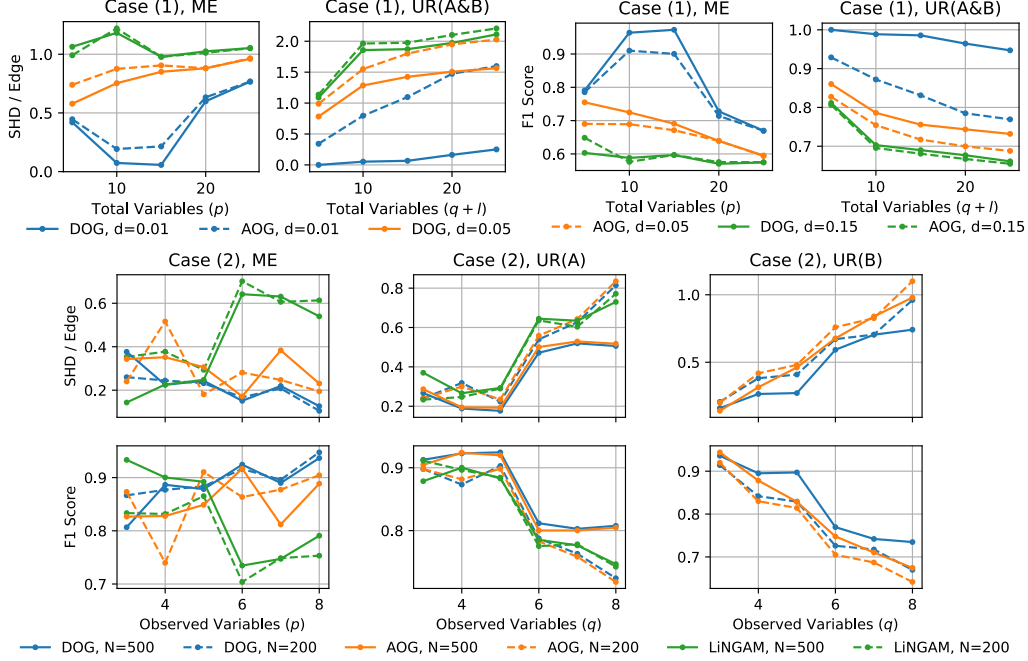 Case (1), ME
Case (1), UR(A&B)
Case (1), ME
Case (1), UR(A&B)
SHD / Edge
1.0
0.5
0.0
2.0
1.5
1.0
0.5
0.0
F1 Score
0.9
0.8
0.7
0.6
1.0
0.9
0.8
0.7
10 20
10 20
10 20
10 20
Total Variables (p)
Total Variables (q + l)
Total Variables (p)
Total Variables (q + l)
DOG, d=0.01
AOG, d=0.01
DOG, d=0.05
AOG, d=0.05
DOG, d=0.15
AOG, d=0.15
Case (2), ME
Case (2), UR(A)
Case (2), UR(B)
SHD / Edge
0.6
0.4
0.2
0.8
0.6
0.4
0.2
1.0
0.5
F1 Score
0.9
0.8
0.7
0.9
0.8
0.9
0.8
0.7
4 6 8
4 6 8
4 6 8
Observed Variables (p)
Observed Variables (q)
Observed Variables (q)
DOG, N=500
DOG, N=200
AOG, N=500
AOG, N=200
LiNGAM, N=500
LiNGAM, N=200